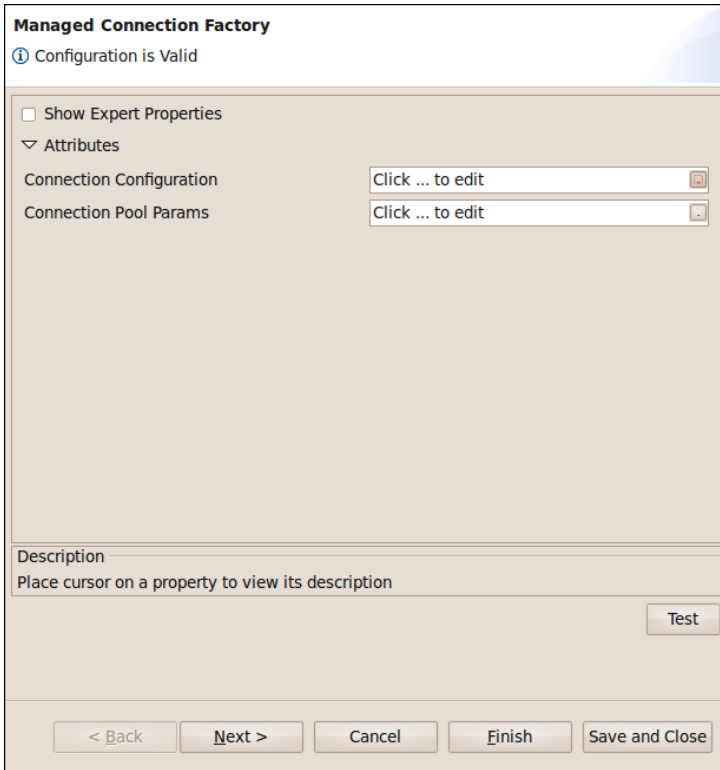 Managed Connection Factory
Configuration is Valid
Show Expert Properties
Attributes
Connection Configuration Click ... to edit
Connection Pool Params Click ... to edit
Description
Place cursor on a property to view its description
Test
< Back Next > Cancel Finish Save and Close